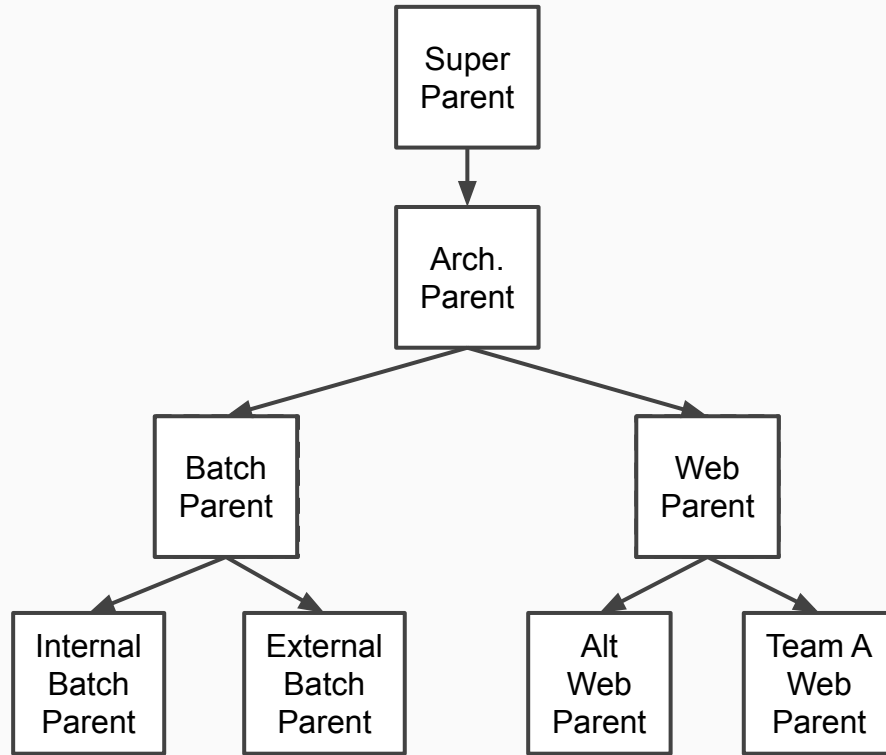 Super
Parent
Arch.
Parent
Batch
Parent
Web
Parent
Internal
Batch
Parent
External
Batch
Parent
Alt
Web
Parent
Team A
Web
Parent